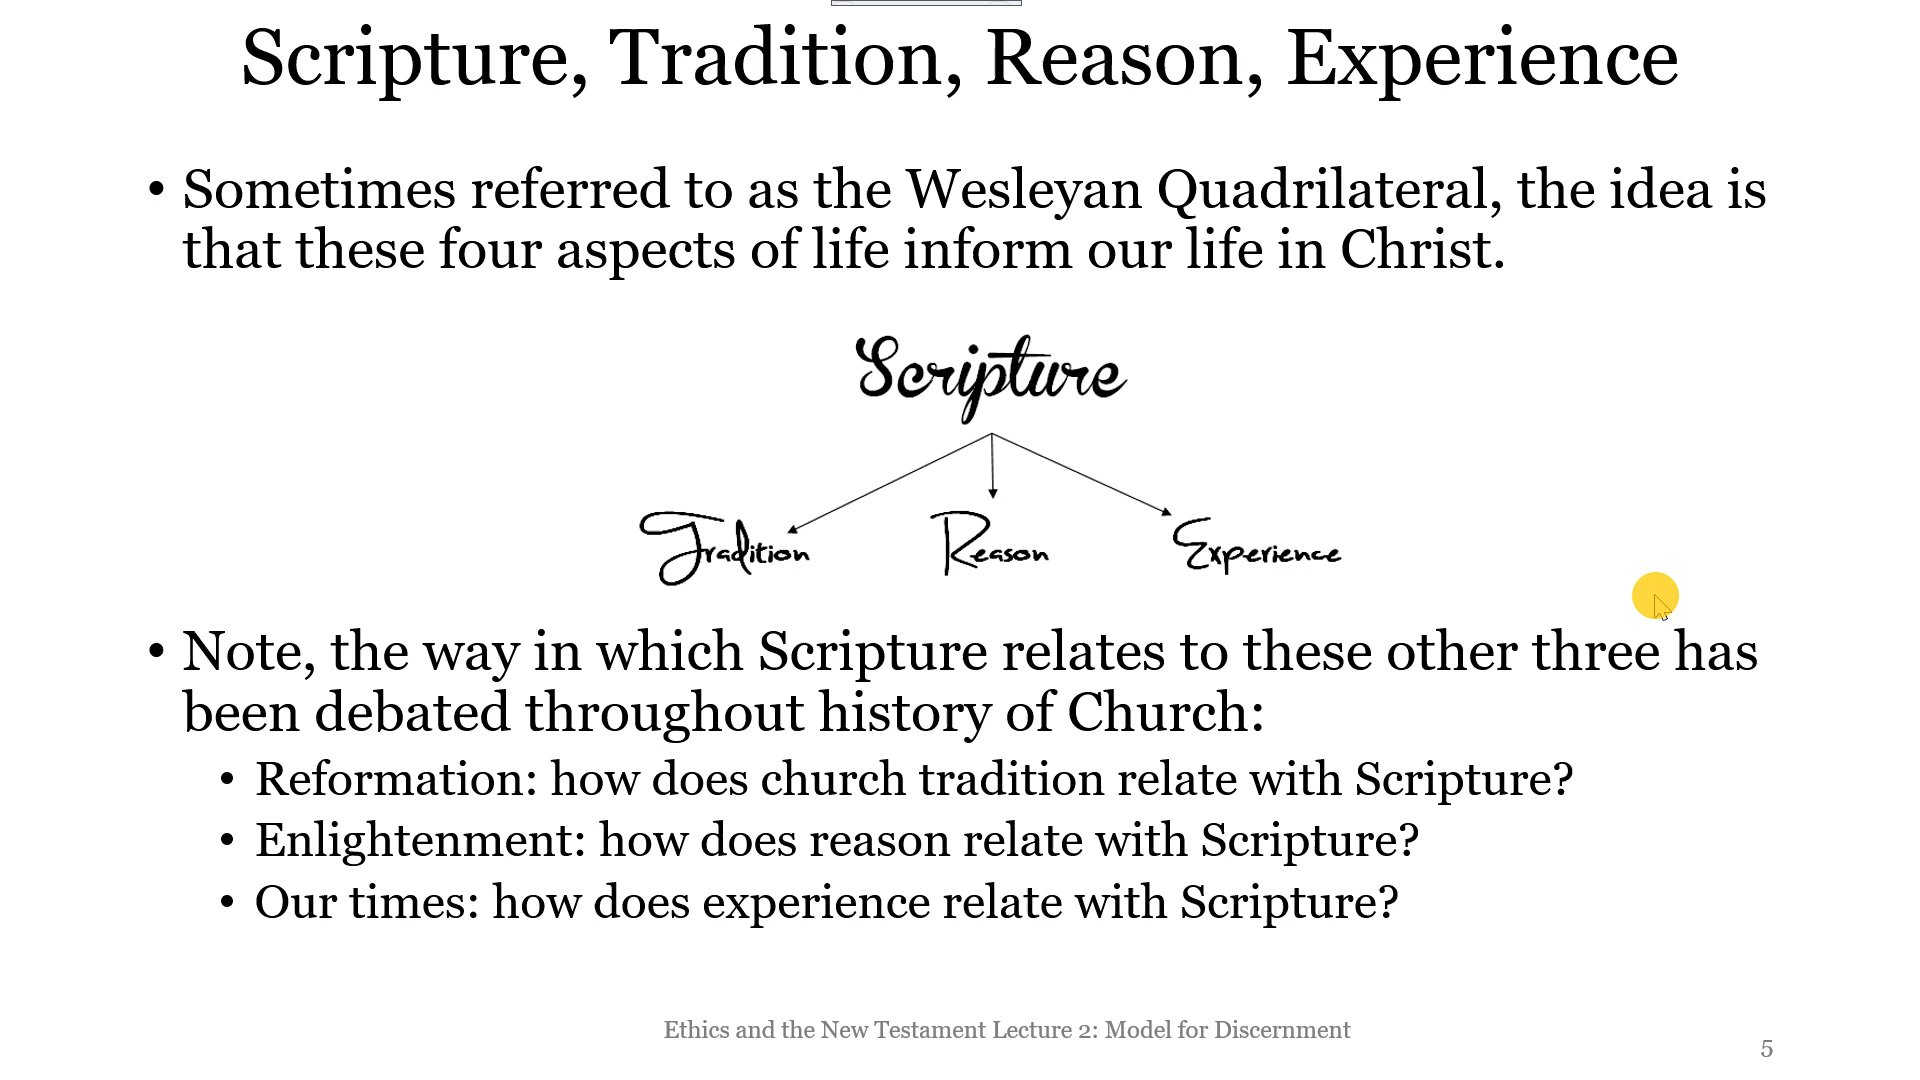 Scripture, Tradition, Reason, Experience
• Sometimes referred to as the Wesleyan Quadrilateral, the idea is
that these four aspects of life inform our life in Christ.
Scripture
Tradition Reason Experience
• Note, the way in which Scripture relates to these other three has
been debated throughout history of Church:
• Reformation: how does church tradition relate with Scripture?
• Enlightenment: how does reason relate with Scripture?
• Our times: how does experience relate with Scripture?
Ethics and the New Testament Lecture 2: Model for Discernment
5